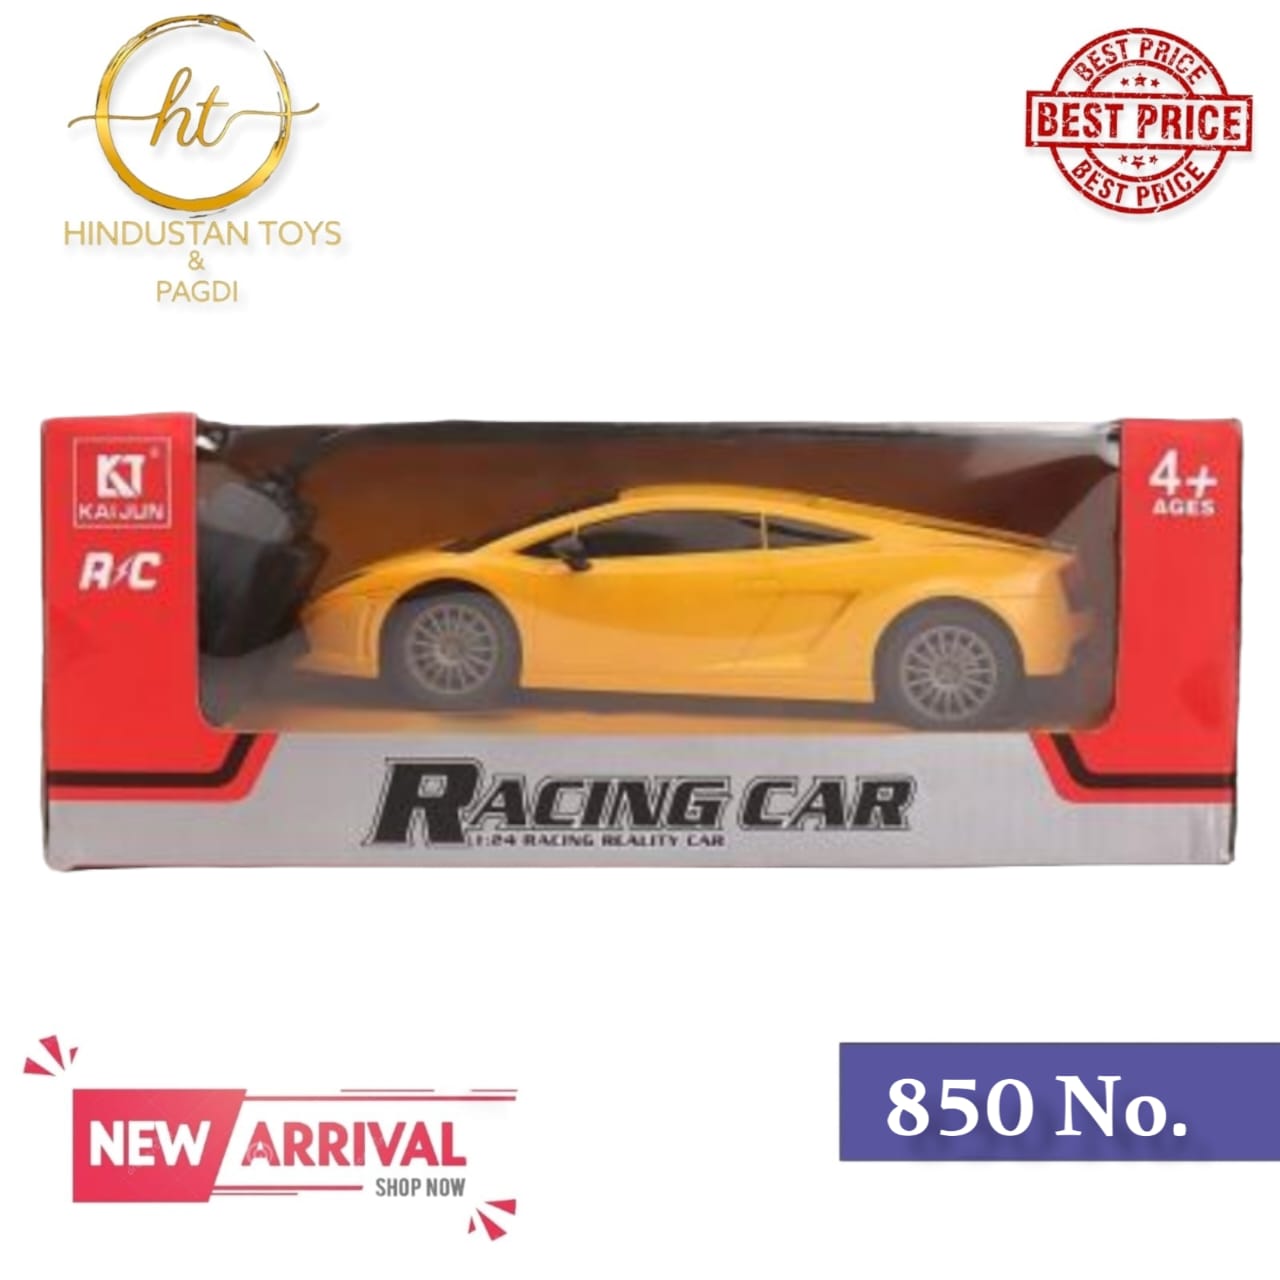 ht
HINDUSTAN TOYS
&
PAGDI
BEST PRICE
BEST PRICE
BEST PRICE
KT
KAIJUN
R/C
4+
AGES
RACING CAR
1:24 RACING REALITY CAR
NEW ARRIVAL
SHOP NOW
850 No.